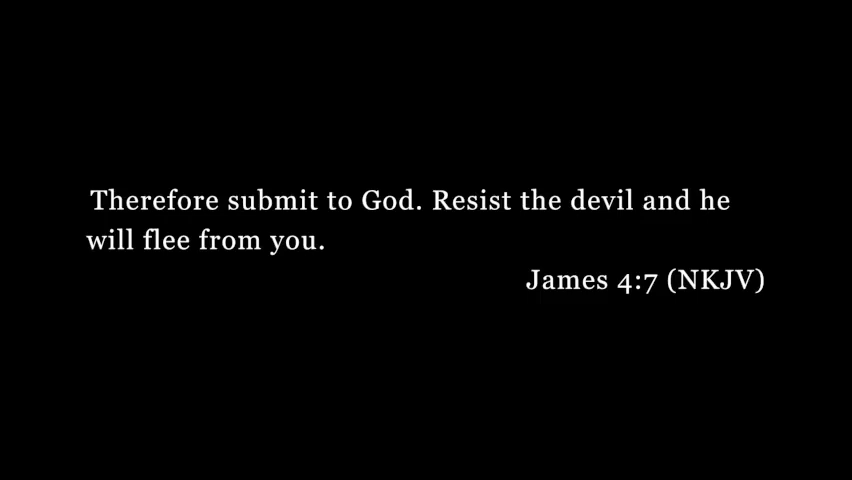 Therefore submit to God. Resist the devil and he
will flee from you.
James 4:7 (NKJV)